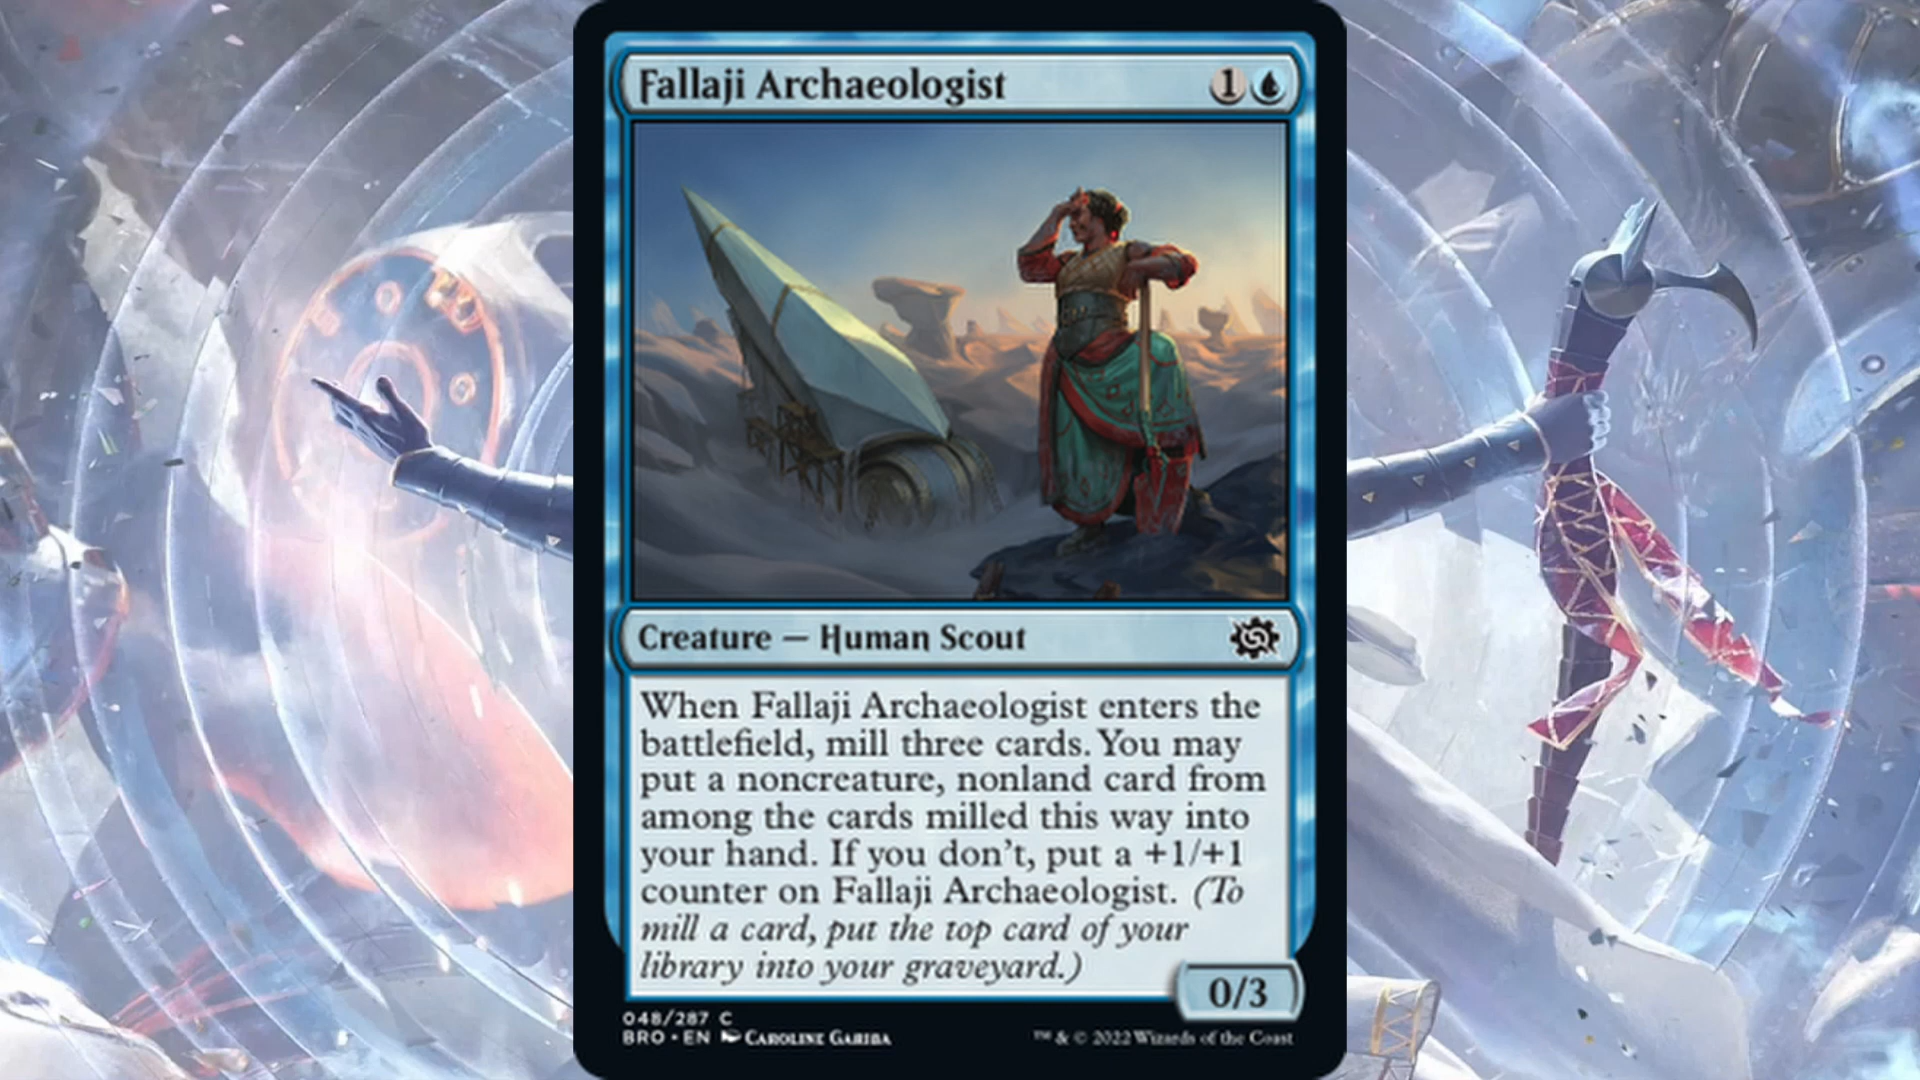 Fallaji Archaeologist 1
Creature — Human Scout
When Fallaji Archaeologist enters the
battlefield, mill three cards. You may
put a noncreature, nonland card from
among the cards milled this way into
your hand. If you don't, put a +1/+1
counter on Fallaji Archaeologist. (To
mill a card, put the top card of your
library into your graveyard.)
0/3
048/287 C
BRO • EN Caroline Gariba
™ & © 2022 Wizards of the Coast